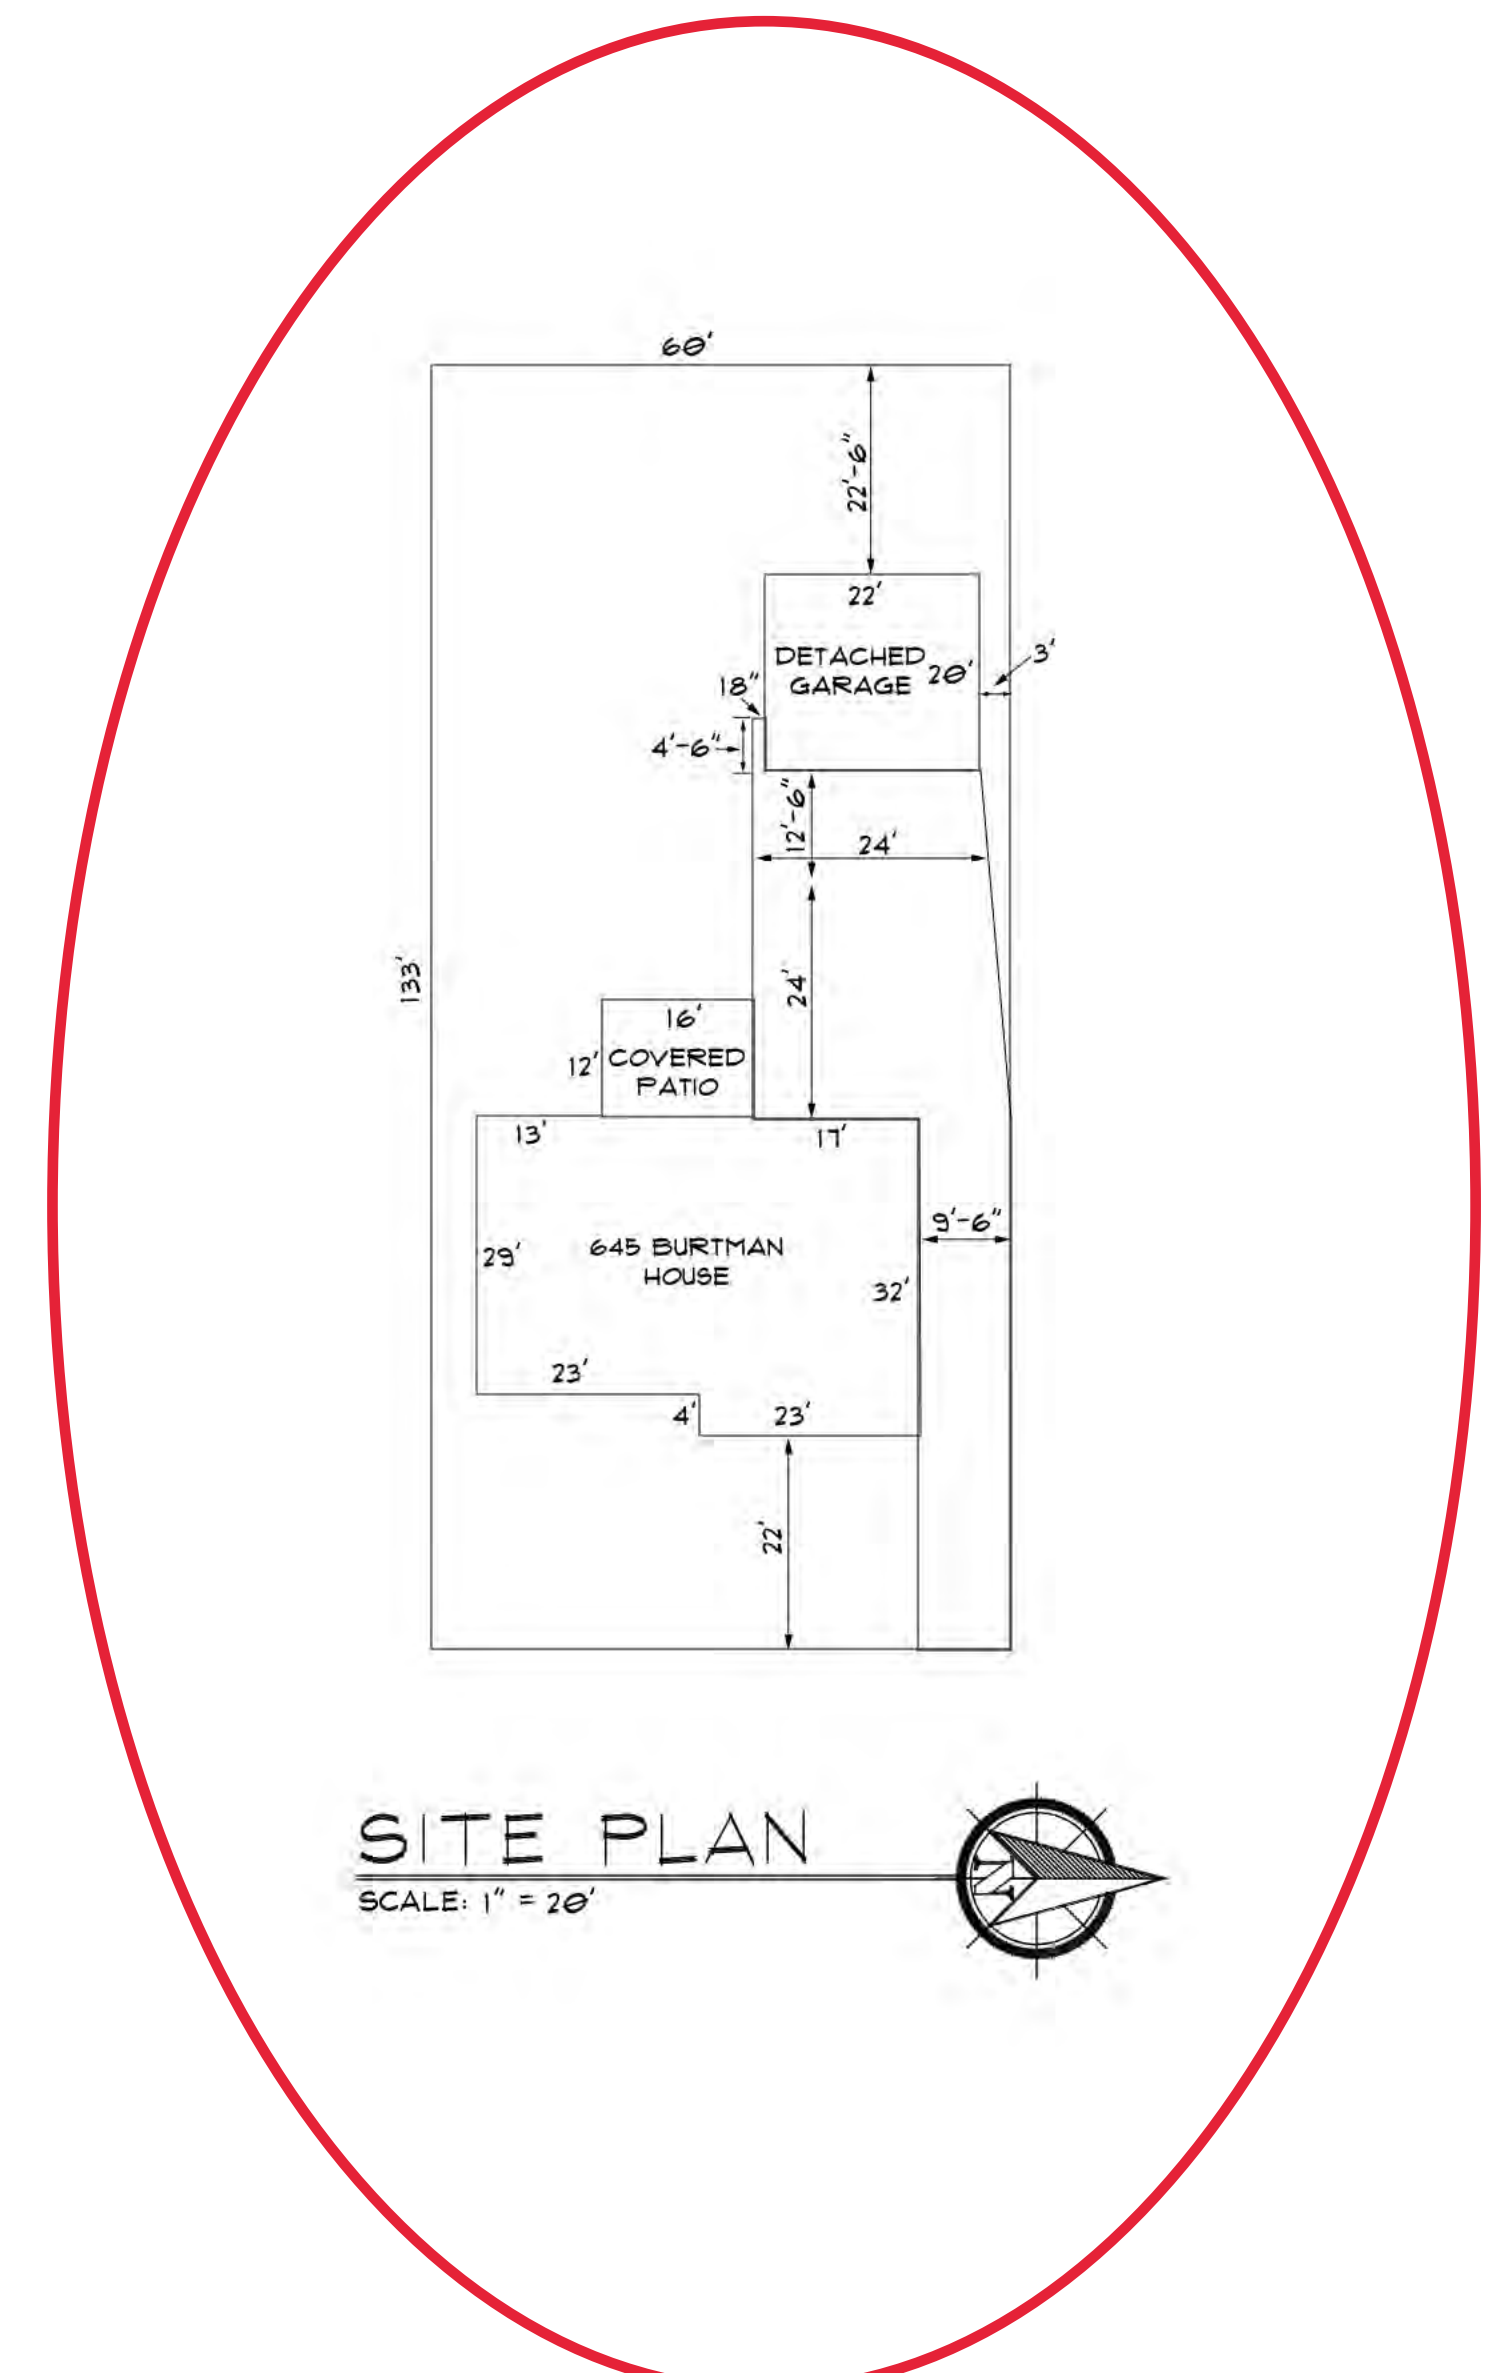 60'
22'-6"
22'
DETACHED
GARAGE
20'
3'
18"
4'-6"
12'-6"
24'
24'
133'
16'
12'
COVERED
PATIO
13'
17'
9'-6"
29'
645 BURTMAN
HOUSE
32'
23'
4'
23'
22'
SITE PLAN
SCALE: 1" = 20'
N